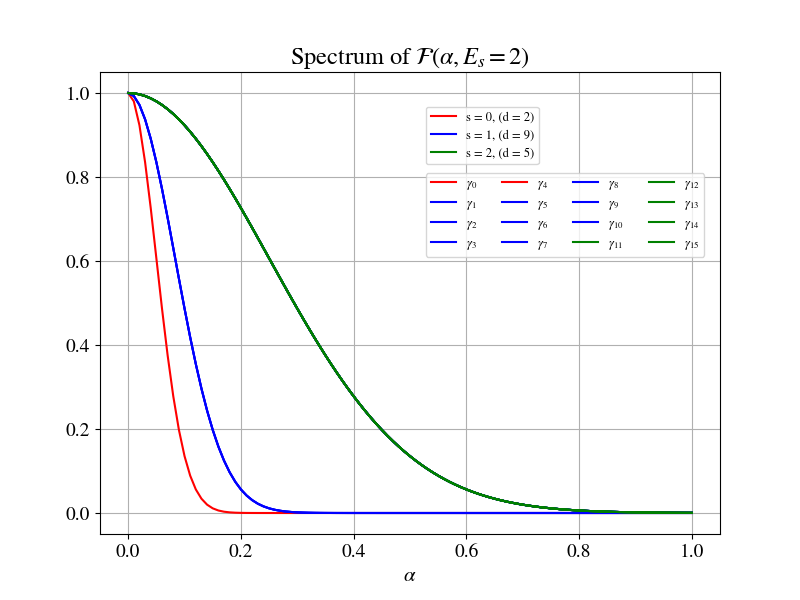 Spectrum of ℱ(α, E_s = 2)
1.0
0.8
0.6
0.4
0.2
0.0
s = 0, (d = 2)
s = 1, (d = 9)
s = 2, (d = 5)
γ₀ γ₄ γ₈ γ₁₂
γ₁ γ₅ γ₉ γ₁₃
γ₂ γ₆ γ₁₀ γ₁₄
γ₃ γ₇ γ₁₁ γ₁₅
0.0 0.2 0.4 0.6 0.8 1.0
α